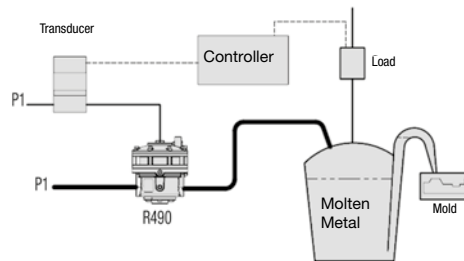 Transducer
Controller
Load
P1
P1
R490
Molten
Metal
Mold